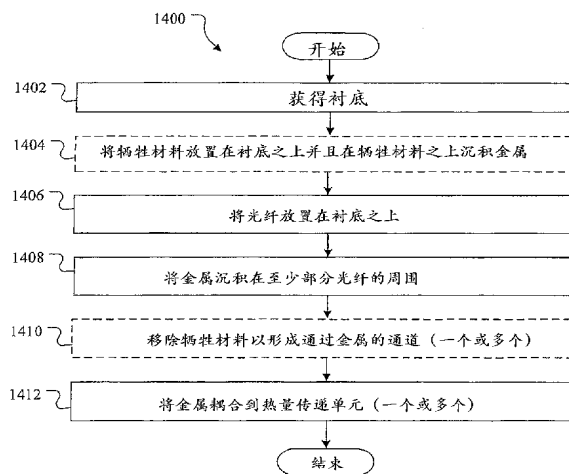 1400
开始
1402
获得衬底
1404
将牺牲材料放置在衬底之上并且在牺牲材料之上沉积金属
1406
将光纤放置在衬底之上
1408
将金属沉积在至少部分光纤的周围
1410
移除牺牲材料以形成通过金属的通道（一个或多个）
1412
将金属耦合到热量传递单元（一个或多个）
结束